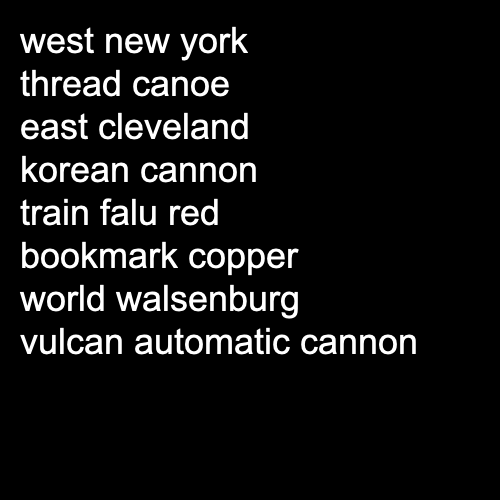 west new york
thread canoe
east cleveland
korean cannon
train falu red
bookmark copper
world walsenburg
vulcan automatic cannon